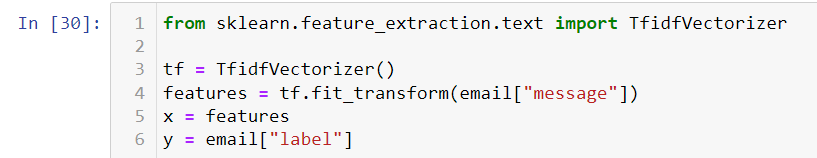 In [30]:
1 from sklearn.feature_extraction.text import TfidfVectorizer
2
3 tf = TfidfVectorizer()
4 features = tf.fit_transform(email["message"])
5 x = features
6 y = email["label"]